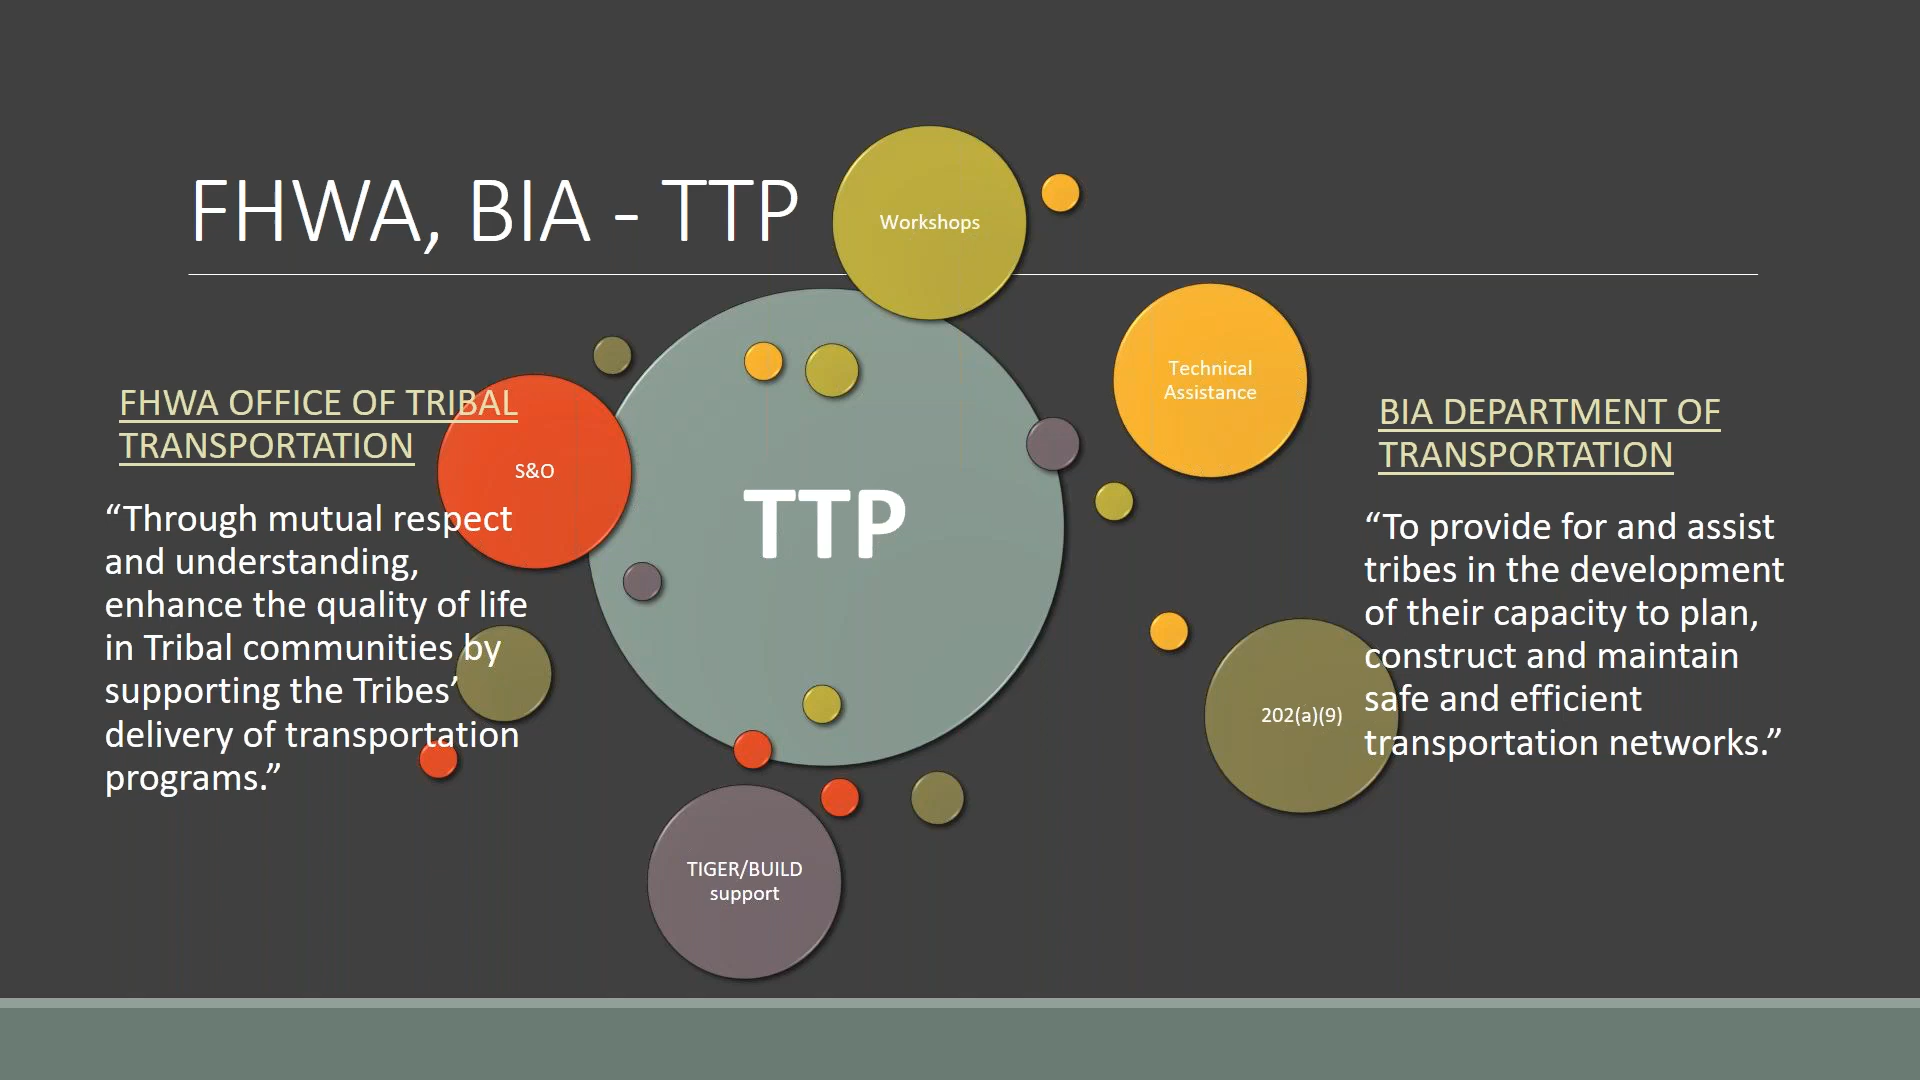 FHWA, BIA - TTP
Workshops
Technical
Assistance
FHWA OFFICE OF TRIBAL
TRANSPORTATION
S&O
“Through mutual respect
and understanding,
enhance the quality of life
in Tribal communities by
supporting the Tribes’
delivery of transportation
programs.”
TTP
BIA DEPARTMENT OF
TRANSPORTATION
“To provide for and assist
tribes in the development
of their capacity to plan,
construct and maintain
safe and efficient
transportation networks.”
202(a)(9)
TIGER/BUILD
support